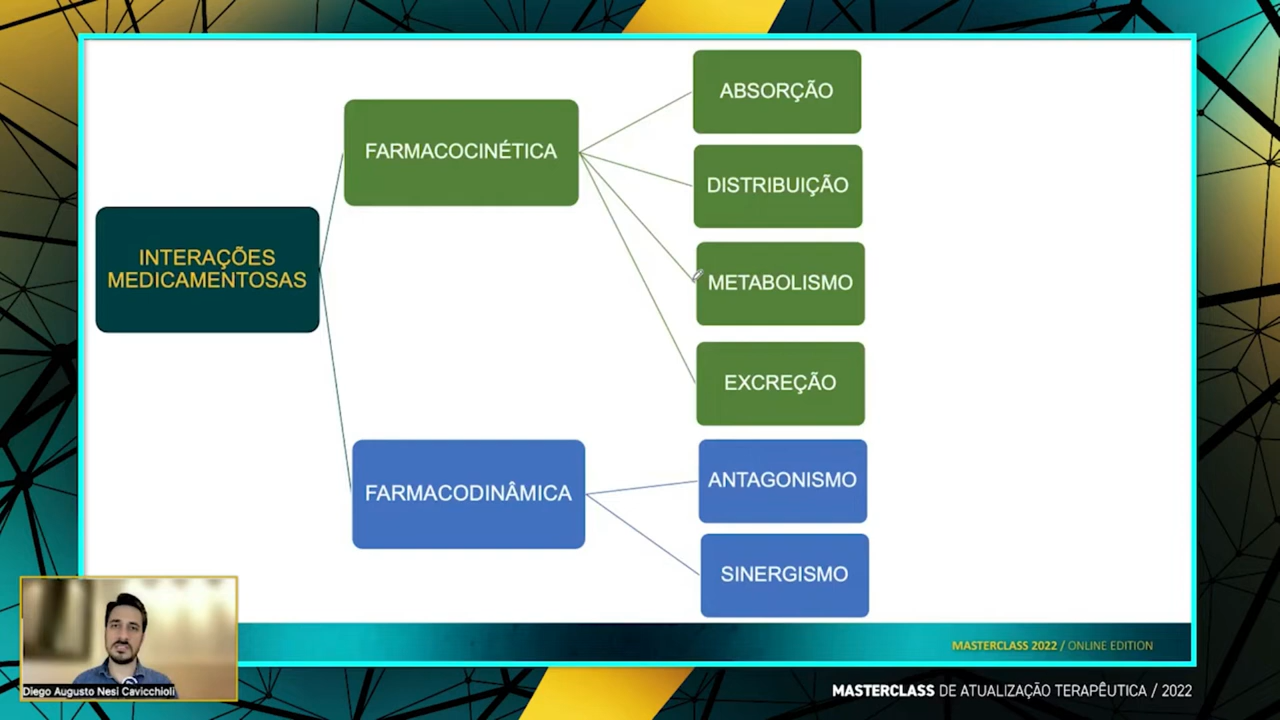 INTERAÇÕES
MEDICAMENTOSAS
FARMACOCINÉTICA
ABSORÇÃO
DISTRIBUIÇÃO
METABOLISMO
EXCREÇÃO
FARMACODINÂMICA
ANTAGONISMO
SINERGISMO
MASTERCLASS 2022 / ONLINE EDITION
Diego Augusto Nesi Cavicchioli
MASTERCLASS DE ATUALIZAÇÃO TERAPÊUTICA / 2022